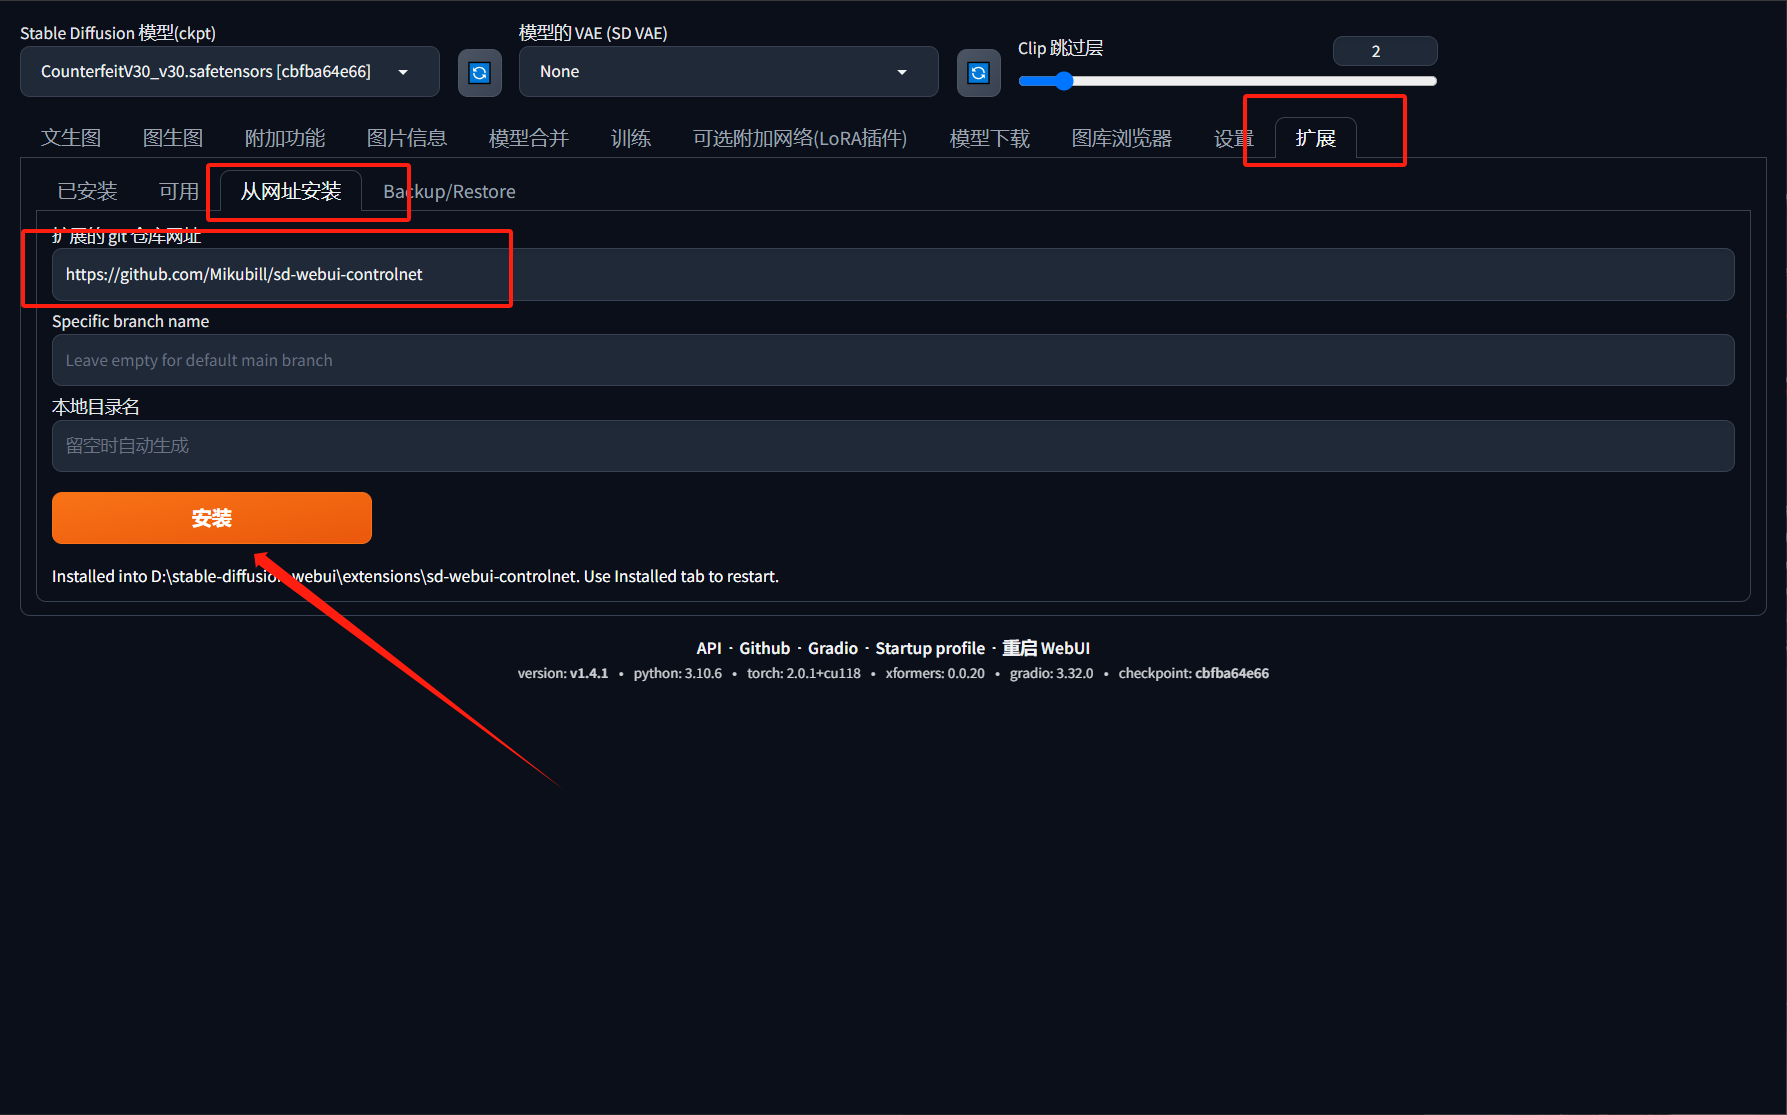 Stable Diffusion 模型(ckpt)
模型的 VAE (SD VAE)
Clip 跳过层
2
CounterfeitV30_v30.safetensors [cbfba64e66]
None
文生图 图生图 附加功能 图片信息 模型合并 训练 可选附加网络(LoRA插件) 模型下载 图库浏览器 设置 扩展
已安装 可用 从网址安装 Backup/Restore
扩展的 git 仓库网址
https://github.com/Mikubill/sd-webui-controlnet
Specific branch name
Leave empty for default main branch
本地目录名
留空时自动生成
安装
Installed into D:\stable-diffusion-webui\extensions\sd-webui-controlnet. Use Installed tab to restart.
API · Github · Gradio · Startup profile · 重启 WebUI
version: v1.4.1 • python: 3.10.6 • torch: 2.0.1+cu118 • xformers: 0.0.20 • gradio: 3.32.0 • checkpoint: cbfba64e66